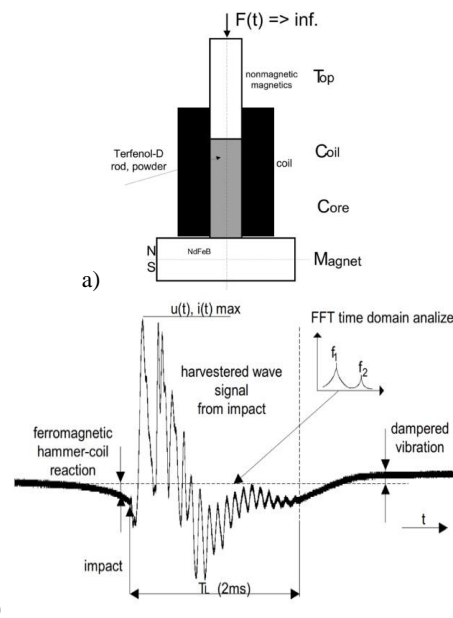 F(t) => inf.
nonmagnetic
magnetics
Top
Terfenol-D
rod, powder
coil
Coil
Core
N
S
NdFeB
Magnet
a)
u(t), i(t) max
FFT time domain analize
f1
f2
harvestered wave
signal
from impact
ferromagnetic
hammer-coil
reaction
dampered
vibration
t
impact
TL (2ms)